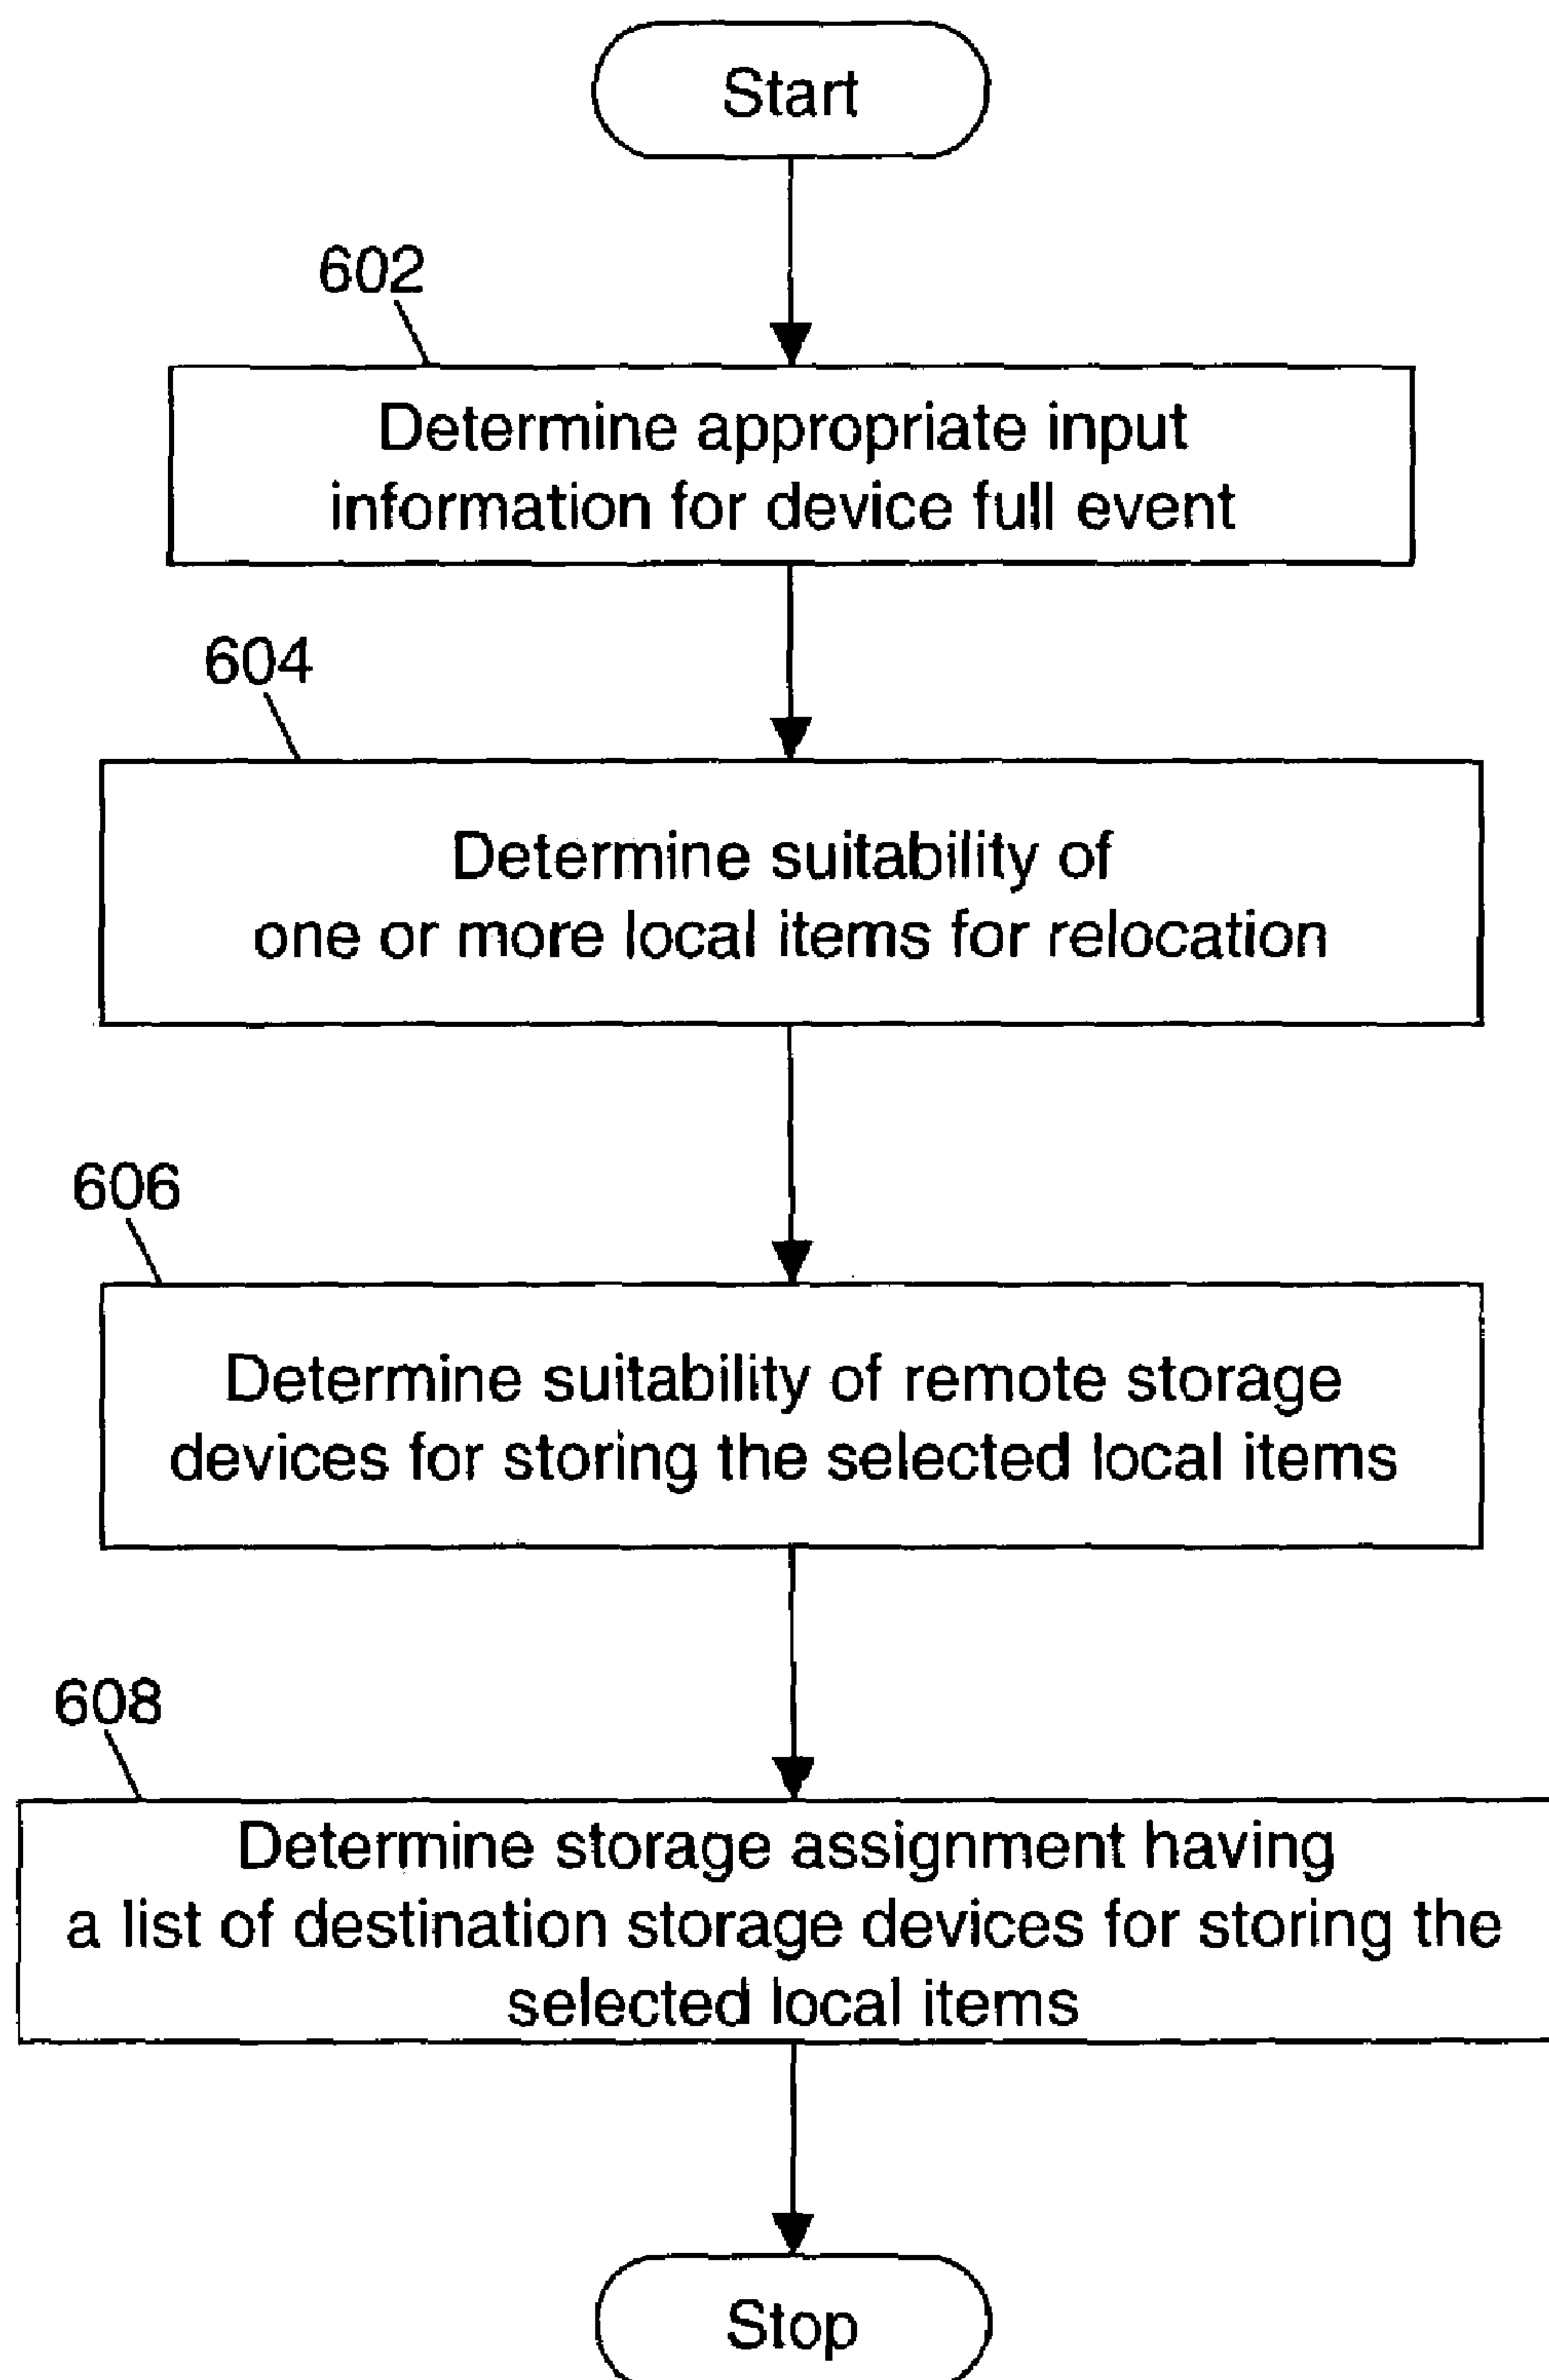 Start
602
Determine appropriate input
information for device full event
604
Determine suitability of
one or more local items for relocation
606
Determine suitability of remote storage
devices for storing the selected local items
608
Determine storage assignment having
a list of destination storage devices for storing the
selected local items
Stop